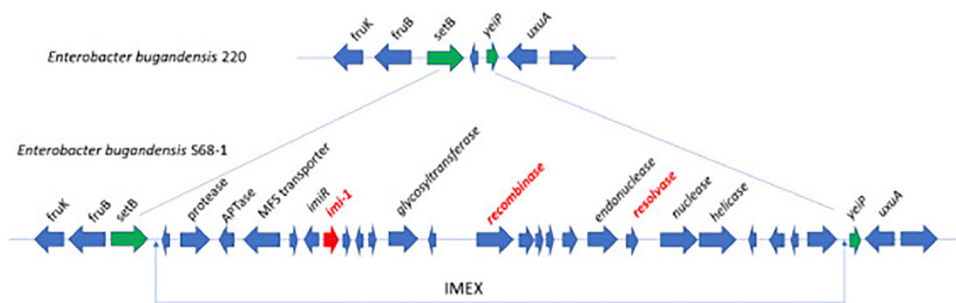 fruK fruB setB yeiP uxuA
Enterobacter bugandensis 220
Enterobacter bugandensis S68-1
fruK fruB setB protease APTase MFS transporter imiR imi-1 glycosyltransferase recombinase endonuclease resolvase nuclease helicase yeiP uxuA
IMEX